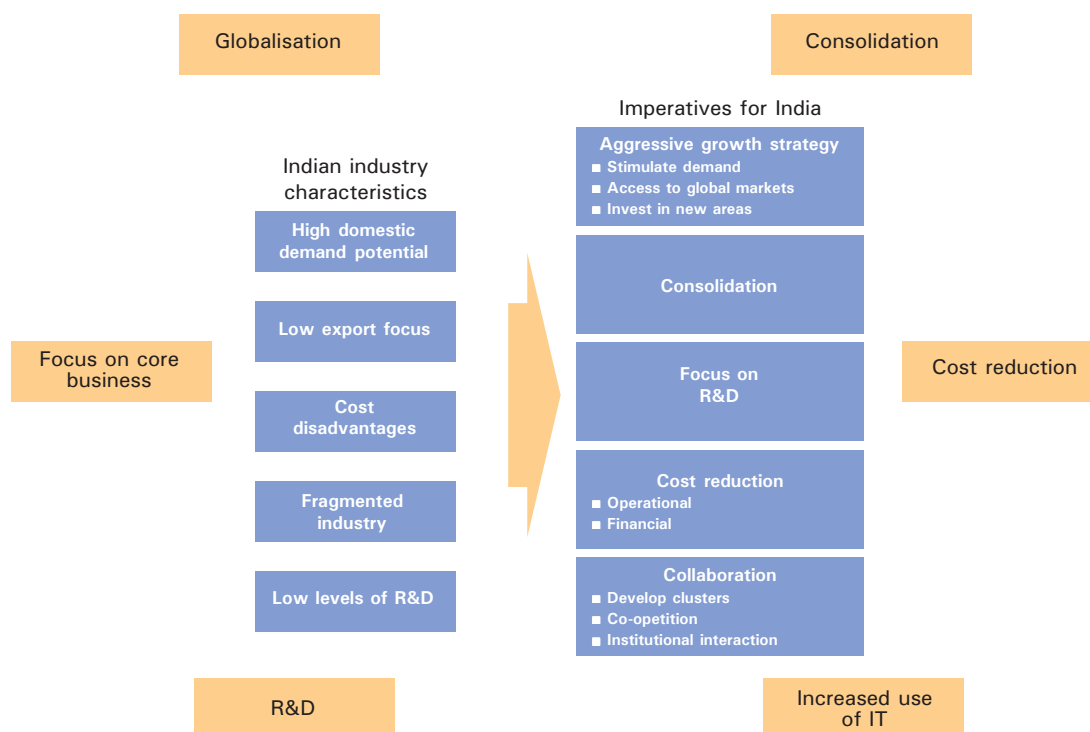 Globalisation
Consolidation
Indian industry
characteristics
High domestic
demand potential
Low export focus
Cost
disadvantages
Fragmented
industry
Low levels of R&D
Imperatives for India
Aggressive growth strategy
■ Stimulate demand
■ Access to global markets
■ Invest in new areas
Consolidation
Focus on
R&D
Cost reduction
■ Operational
■ Financial
Collaboration
■ Develop clusters
■ Co-opetition
■ Institutional interaction
Focus on core
business
Cost reduction
R&D
Increased use
of IT